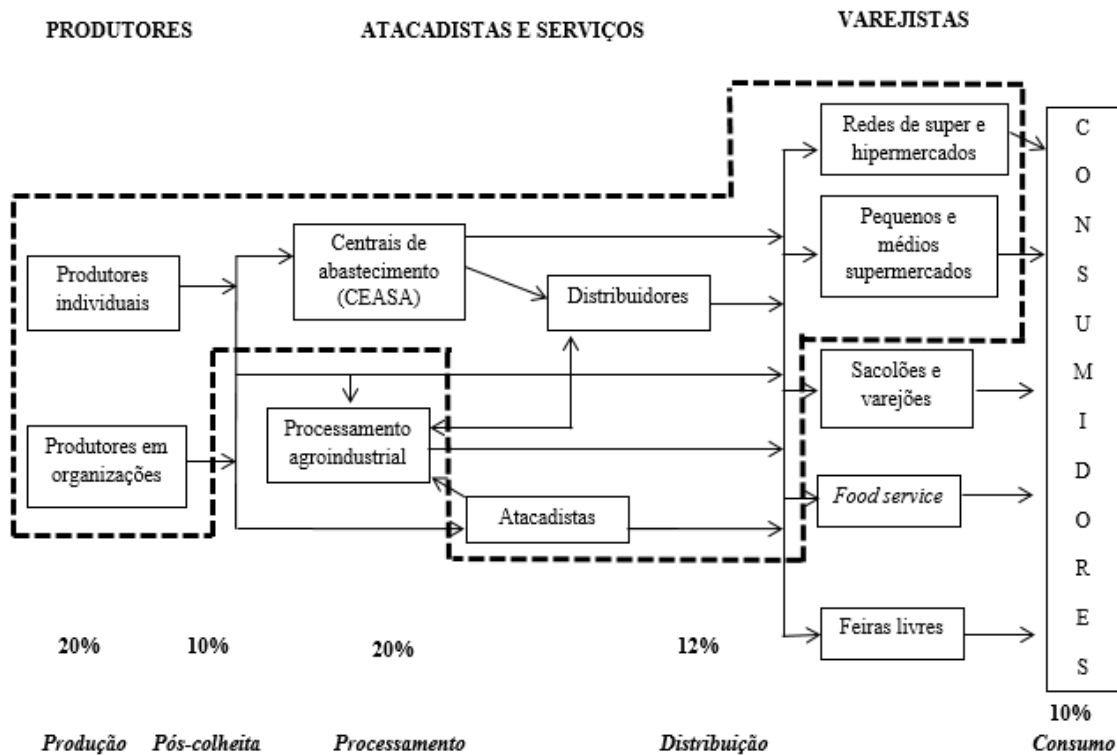 PRODUTORES
ATACADISTAS E SERVIÇOS
VAREJISTAS
Produtores
individuais
Produtores em
organizações
Centrais de
abastecimento
(CEASA)
Distribuidores
Processamento
agroindustrial
Atacadistas
Redes de super e
hipermercados
Pequenos e
médios
supermercados
Sacolões e
varejões
Food service
Feiras livres
C
O
N
S
U
M
I
D
O
R
E
S
20%
10%
20%
12%
10%
Produção
Pós-colheita
Processamento
Distribuição
Consumo